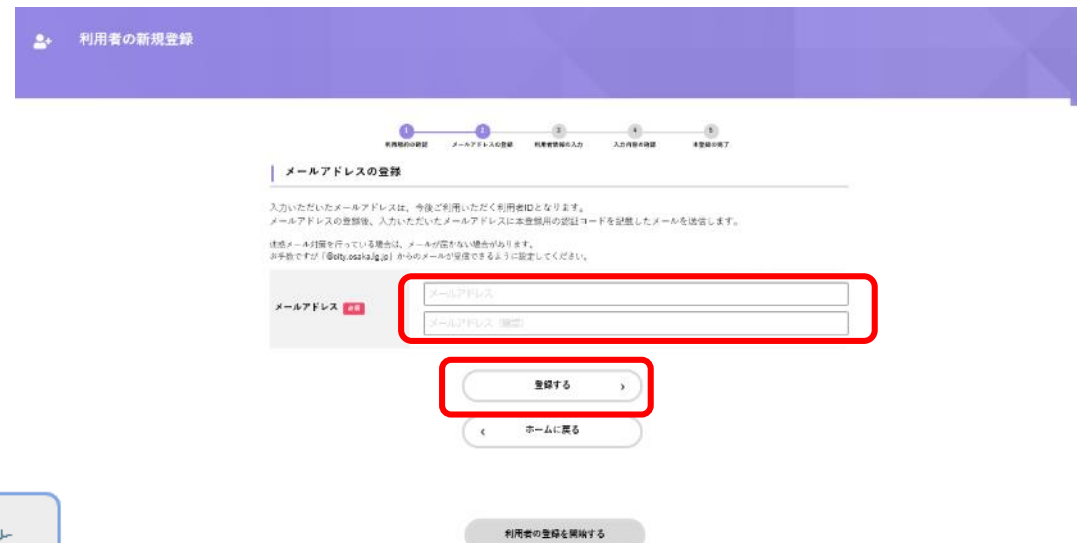 利用者の新規登録
1 2 3 4 5
利用規約の確認 メールアドレスの登録 利用者情報の入力 入力内容の確認 本登録の完了
メールアドレスの登録
入力いただいたメールアドレスは、今後ご利用いただく利用者IDとなります。
メールアドレスの登録後、入力いただいたメールアドレスに本登録用の認証コードを記載したメールを送信します。
迷惑メール対策を行っている場合は、メールが届かない場合があります。
お手数ですが「@city.osaka.lg.jp」からのメールが受信できるように設定してください。
メールアドレス 必須
メールアドレス
メールアドレス（確認）
登録する
ホームに戻る
利用者の登録を開始する